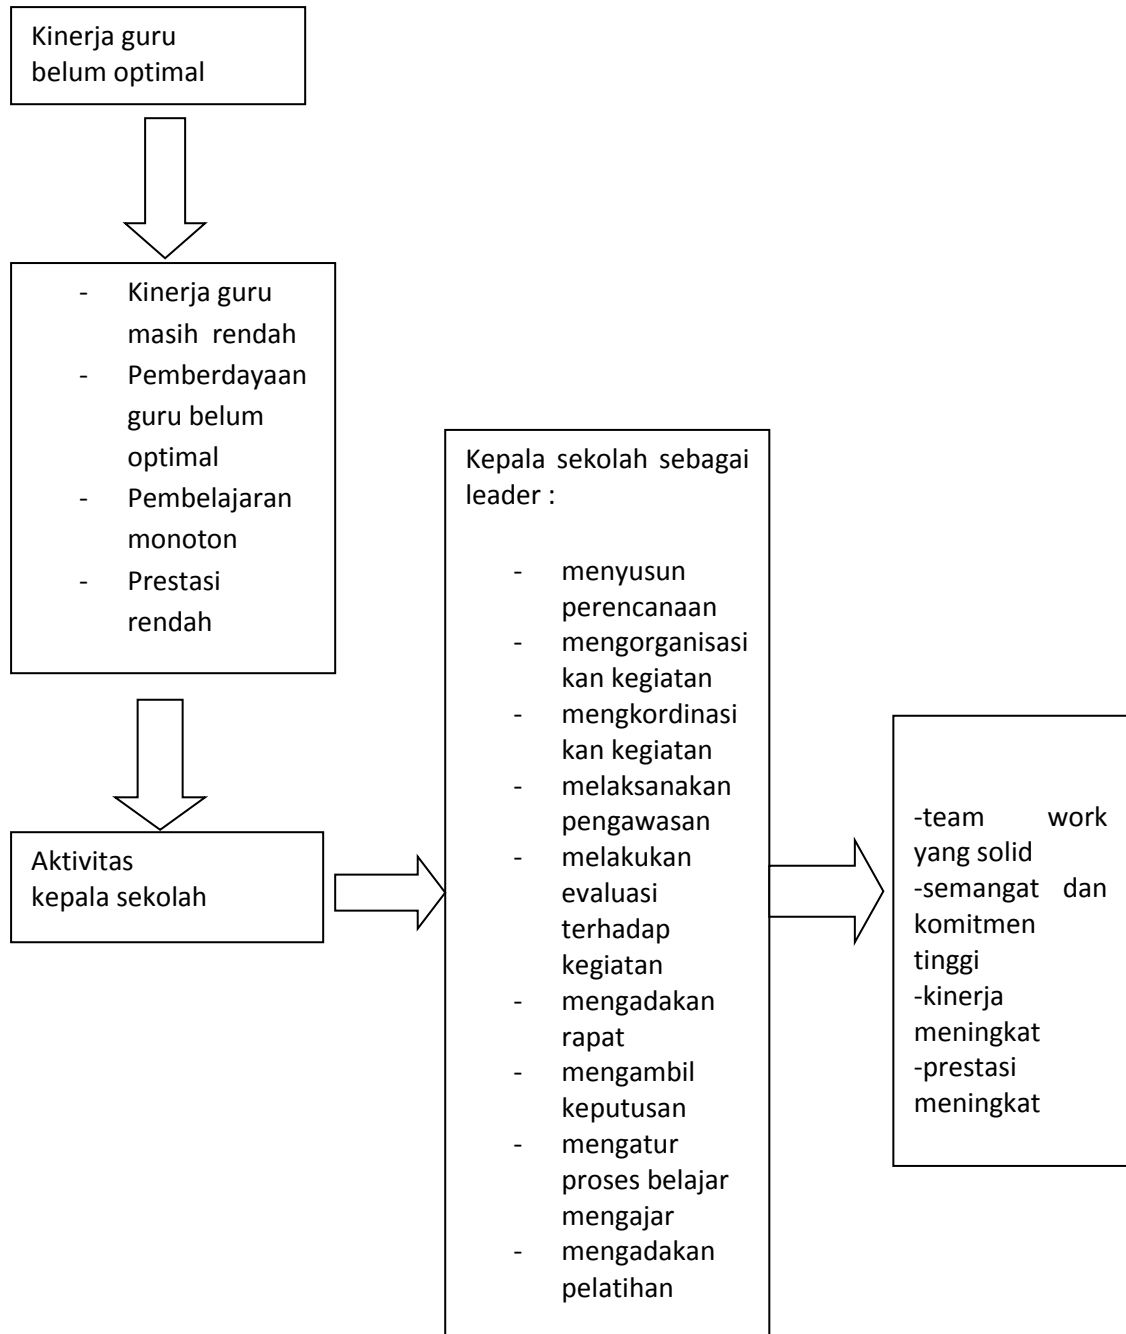 Kinerja guru
belum optimal
- Kinerja guru
masih rendah
- Pemberdayaan
guru belum
optimal
- Pembelajaran
monoton
- Prestasi
rendah
Aktivitas
kepala sekolah
Kepala sekolah sebagai
leader :
- menyusun
perencanaan
- mengorganisasi
kan kegiatan
- mengkordinasi
kan kegiatan
- melaksanakan
pengawasan
- melakukan
evaluasi
terhadap
kegiatan
- mengadakan
rapat
- mengambil
keputusan
- mengatur
proses belajar
mengajar
- mengadakan
pelatihan
-team work
yang solid
-semangat dan
komitmen
tinggi
-kinerja
meningkat
-prestasi
meningkat